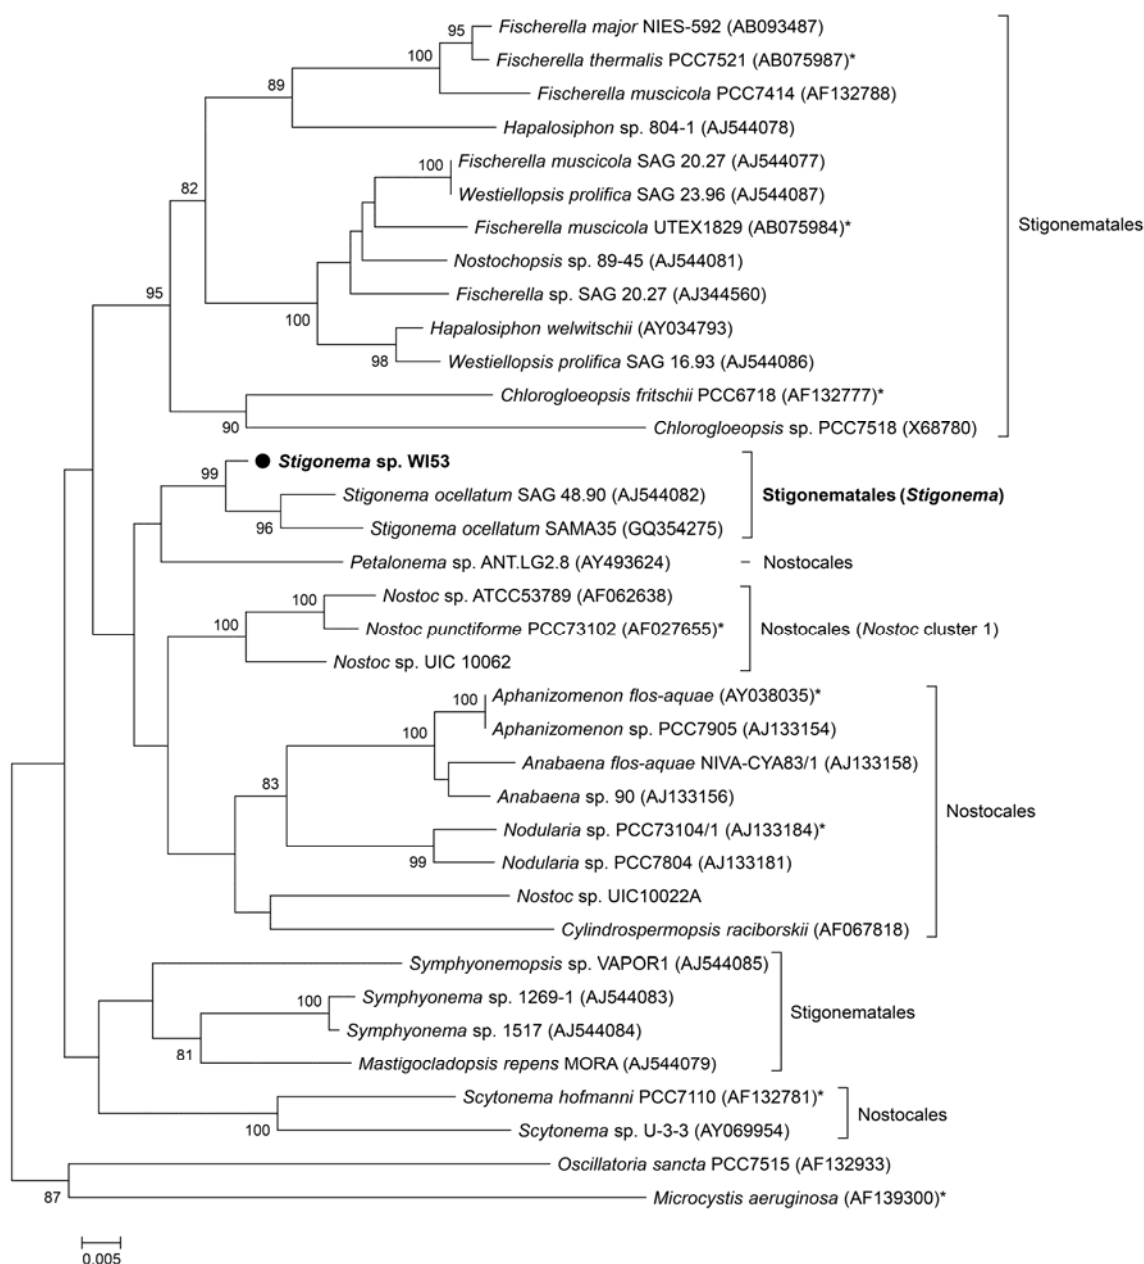 95
Fischerella major NIES-592 (AB093487)
100
Fischerella thermalis PCC7521 (AB075987)*
89
Fischerella muscicola PCC7414 (AF132788)
Hapalosiphon sp. 804-1 (AJ544078)
100
Fischerella muscicola SAG 20.27 (AJ544077)
82
Westiellopsis prolifica SAG 23.96 (AJ544087)
Fischerella muscicola UTEX1829 (AB075984)*
Stigonematales
Nostochopsis sp. 89-45 (AJ544081)
95
Fischerella sp. SAG 20.27 (AJ344560)
100
Hapalosiphon welwitschii (AY034793)
98
Westiellopsis prolifica SAG 16.93 (AJ544086)
Chlorogloeopsis fritschii PCC6718 (AF132777)*
90
Chlorogloeopsis sp. PCC7518 (X68780)
99
Stigonema sp. WI53
Stigonema ocellatum SAG 48.90 (AJ544082)
Stigonematales (Stigonema)
96
Stigonema ocellatum SAMA35 (GQ354275)
Petalonema sp. ANT.LG2.8 (AY493624)
Nostocales
100
Nostoc sp. ATCC53789 (AF062638)
100
Nostoc punctiforme PCC73102 (AF027655)*
Nostocales (Nostoc cluster 1)
Nostoc sp. UIC 10062
100
Aphanizomenon flos-aquae (AY038035)*
100
Aphanizomenon sp. PCC7905 (AJ133154)
Anabaena flos-aquae NIVA-CYA83/1 (AJ133158)
83
Anabaena sp. 90 (AJ133156)
Nostocales
Nodularia sp. PCC73104/1 (AJ133184)*
99
Nodularia sp. PCC7804 (AJ133181)
Nostoc sp. UIC10022A
Cylindrospermopsis raciborskii (AF067818)
Symphyonemopsis sp. VAPOR1 (AJ544085)
100
Symphyonema sp. 1269-1 (AJ544083)
Stigonematales
Symphyonema sp. 1517 (AJ544084)
81
Mastigocladopsis repens MORA (AJ544079)
Scytonema hofmanni PCC7110 (AF132781)*
Nostocales
100
Scytonema sp. U-3-3 (AY069954)
Oscillatoria sancta PCC7515 (AF132933)
87
Microcystis aeruginosa (AF139300)*
0.005